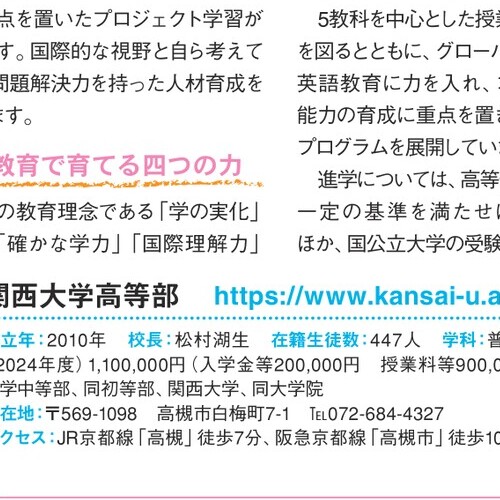 点を置いたプロジェクト学習が
す。国際的な視野と自ら考えて
問題解決力を持った人材育成を
ます。
教育で育てる四つの力
の教育理念である「学の実化」
「確かな学力」「国際理解力」
5教科を中心とした授業
を図るとともに、グローバ
英語教育に力を入れ、
能力の育成に重点を置き
プログラムを展開してい
進学については、高等
一定の基準を満たせ
ほか、国公立大学の受験
関西大学高等部 https://www.kansai-u.a
立年：2010年 校長：松村湖生 在籍生徒数：447人 学科：普
2024年度）1,100,000円（入学金等200,000円 授業料等900,0
学中等部、同初等部、関西大学、同大学院
在地：〒569-1098 高槻市白梅町7-1 ℡072-684-4327
クセス：JR京都線「高槻」徒歩7分、阪急京都線「高槻市」徒歩10